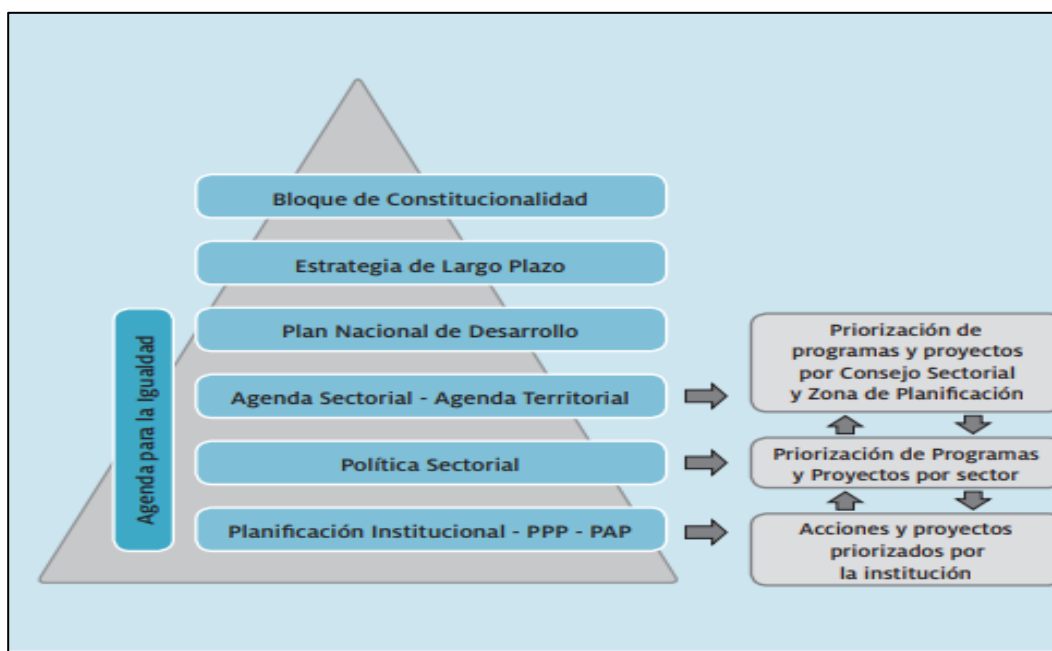 Bloque de Constitucionalidad
Estrategia de Largo Plazo
Plan Nacional de Desarrollo
Agenda Sectorial - Agenda Territorial
Política Sectorial
Planificación Institucional - PPP - PAP
Agenda para la Igualdad
Priorización de
programas y proyectos
por Consejo Sectorial
y Zona de Planificación
Priorización de Programas
y Proyectos por sector
Acciones y proyectos
priorizados por
la institución